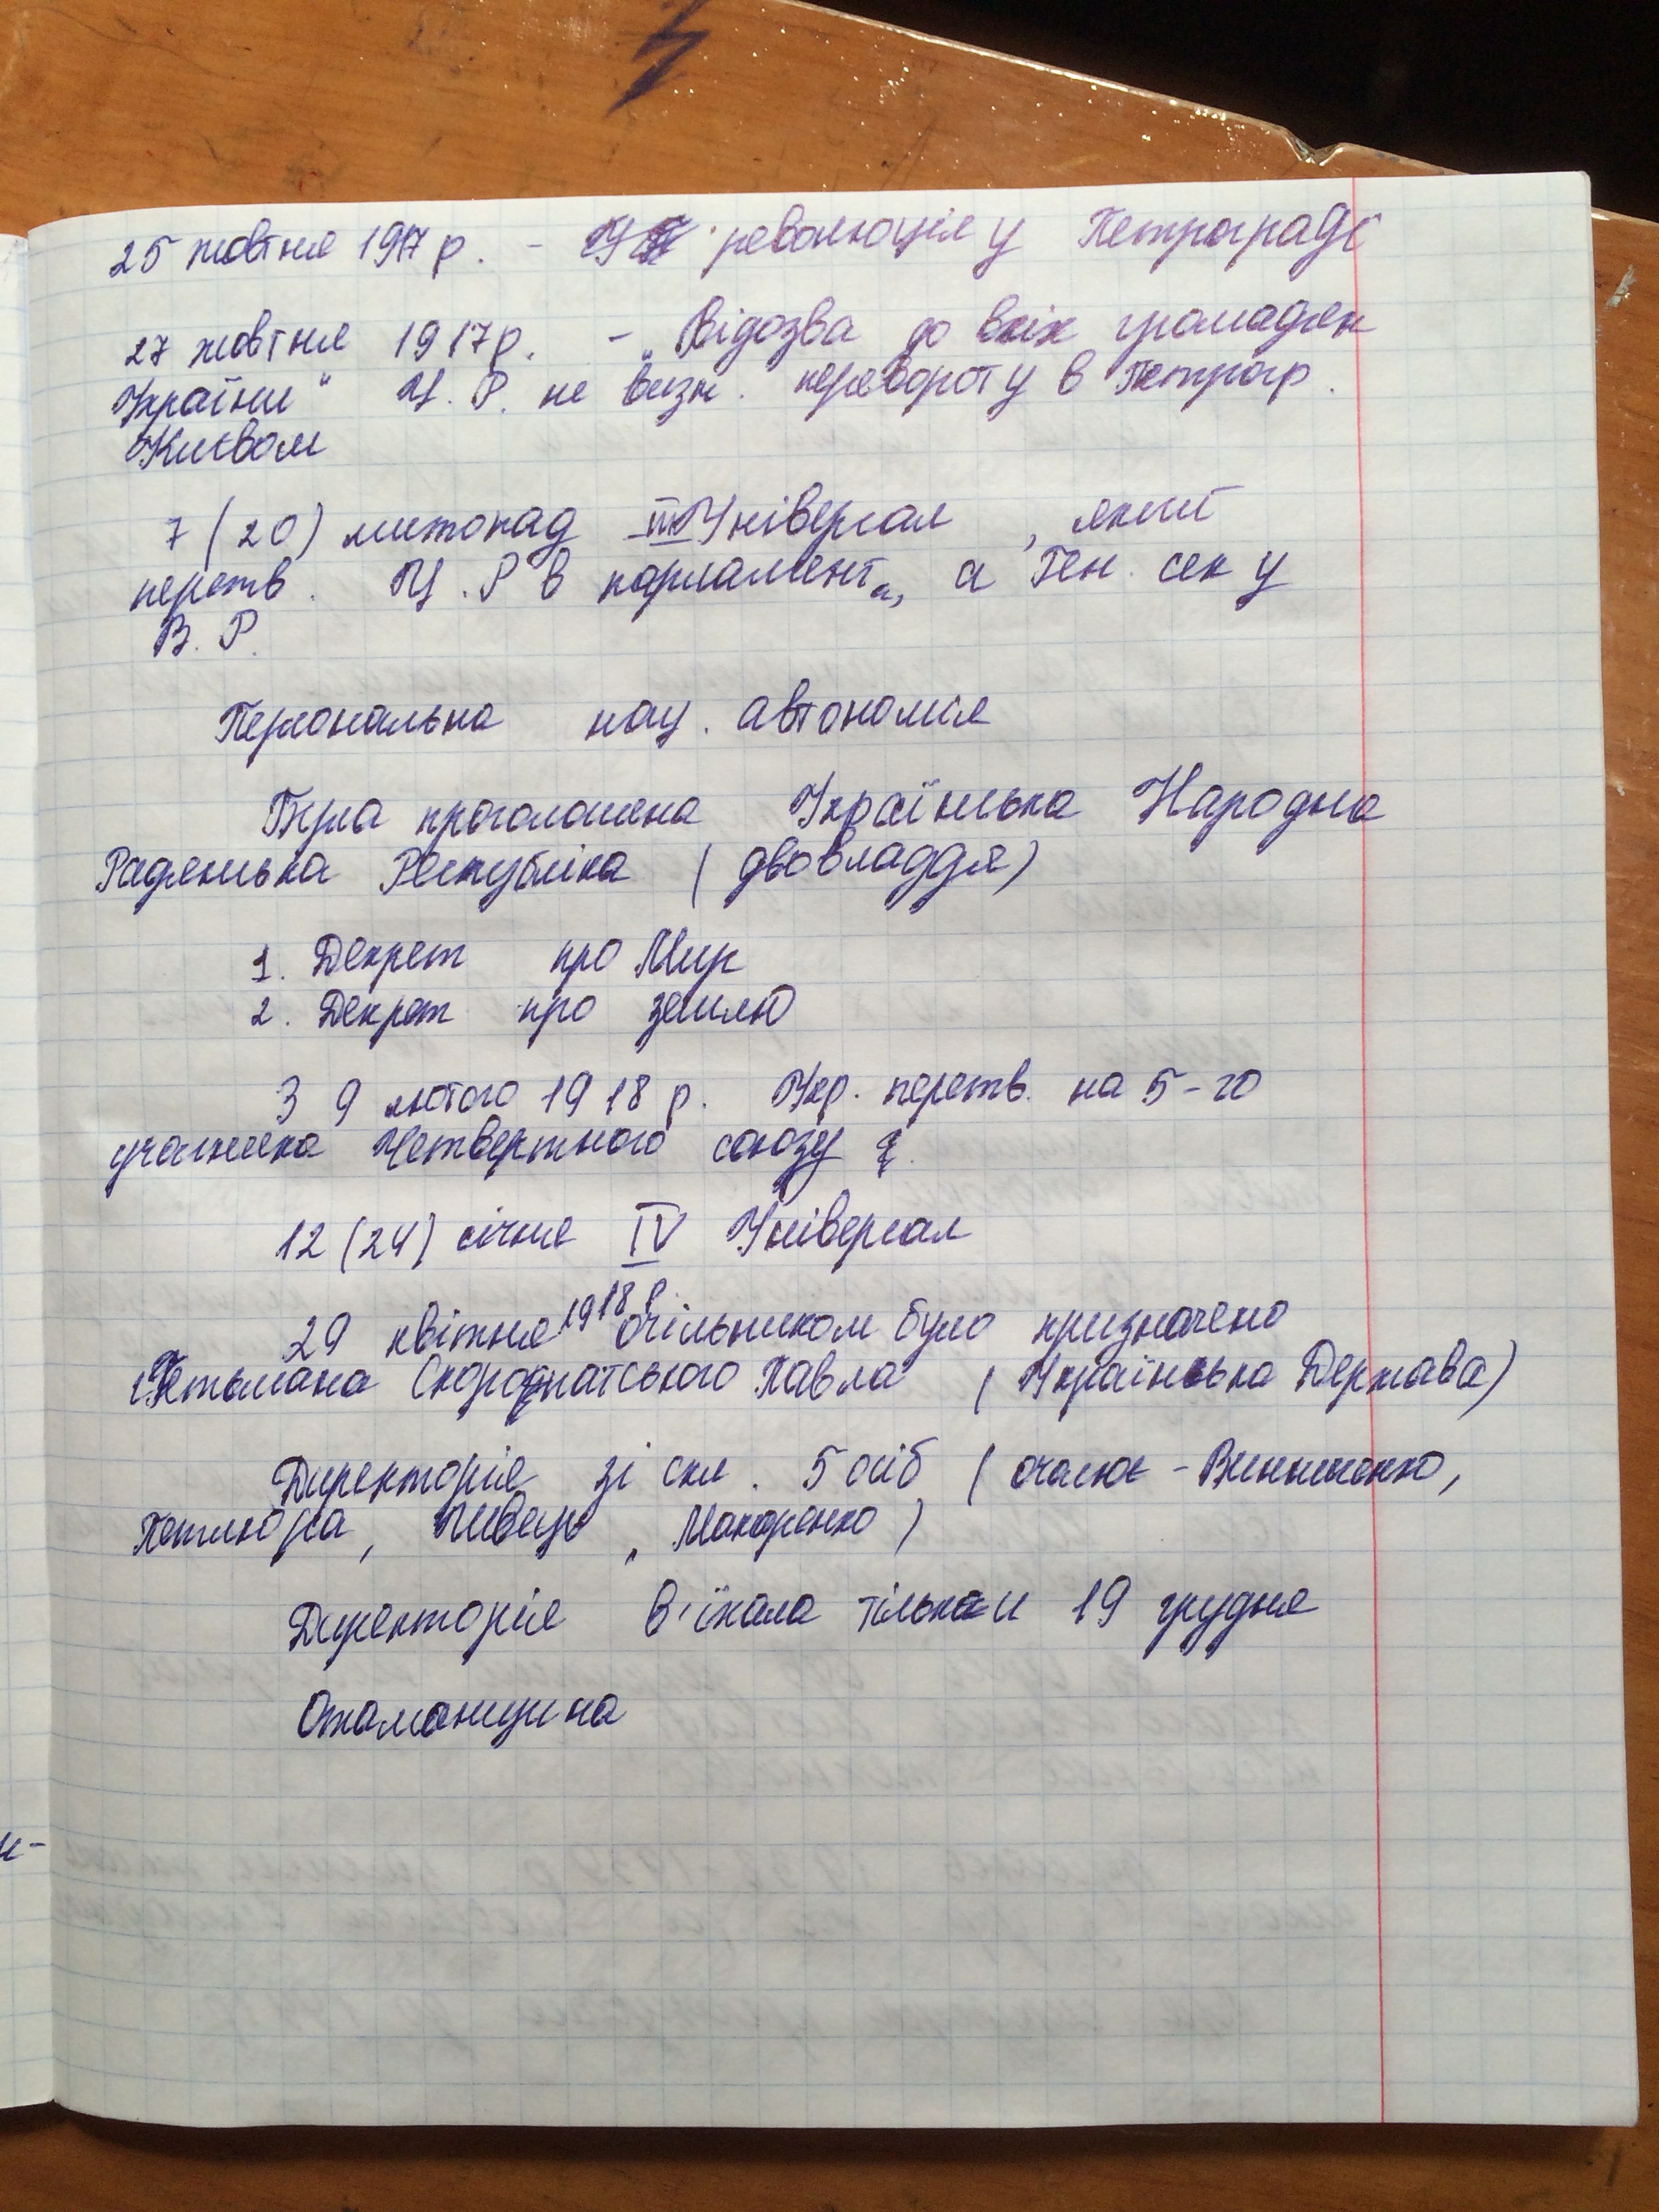 25 жовтня 1917 р. - революція у Петрограді
27 жовтня 1917 р. - „Відозва до всіх громадян
України“ Ц. Р. не визн. перевороту в Петрогр.
Києвом
7 (20) листопад III Універсал , який
перетв. Ц. Р в парламент, а Ген. сек у
В. Р.
Персональна нац. автономія
Була проголошена Українська Народна
Радянська Республіка (двовладдя)
1. Декрет про Мир
2. Декрет про землю
З 9 лютого 1918 р. Укр. перетв. на 5-го
учасника Четвертного союзу
12 (24) січня IV Універсал
29 квітня 1918 р. очільником було призначено
Гетьмана Скоропатського Павла (Українська Держава)
Директорія зі скл. 5 осіб (очолює - Винниченко,
Петлюра, Швець, Макаренко)
Директорія в'їхала тільки 19 грудня
Отаманщина
и-